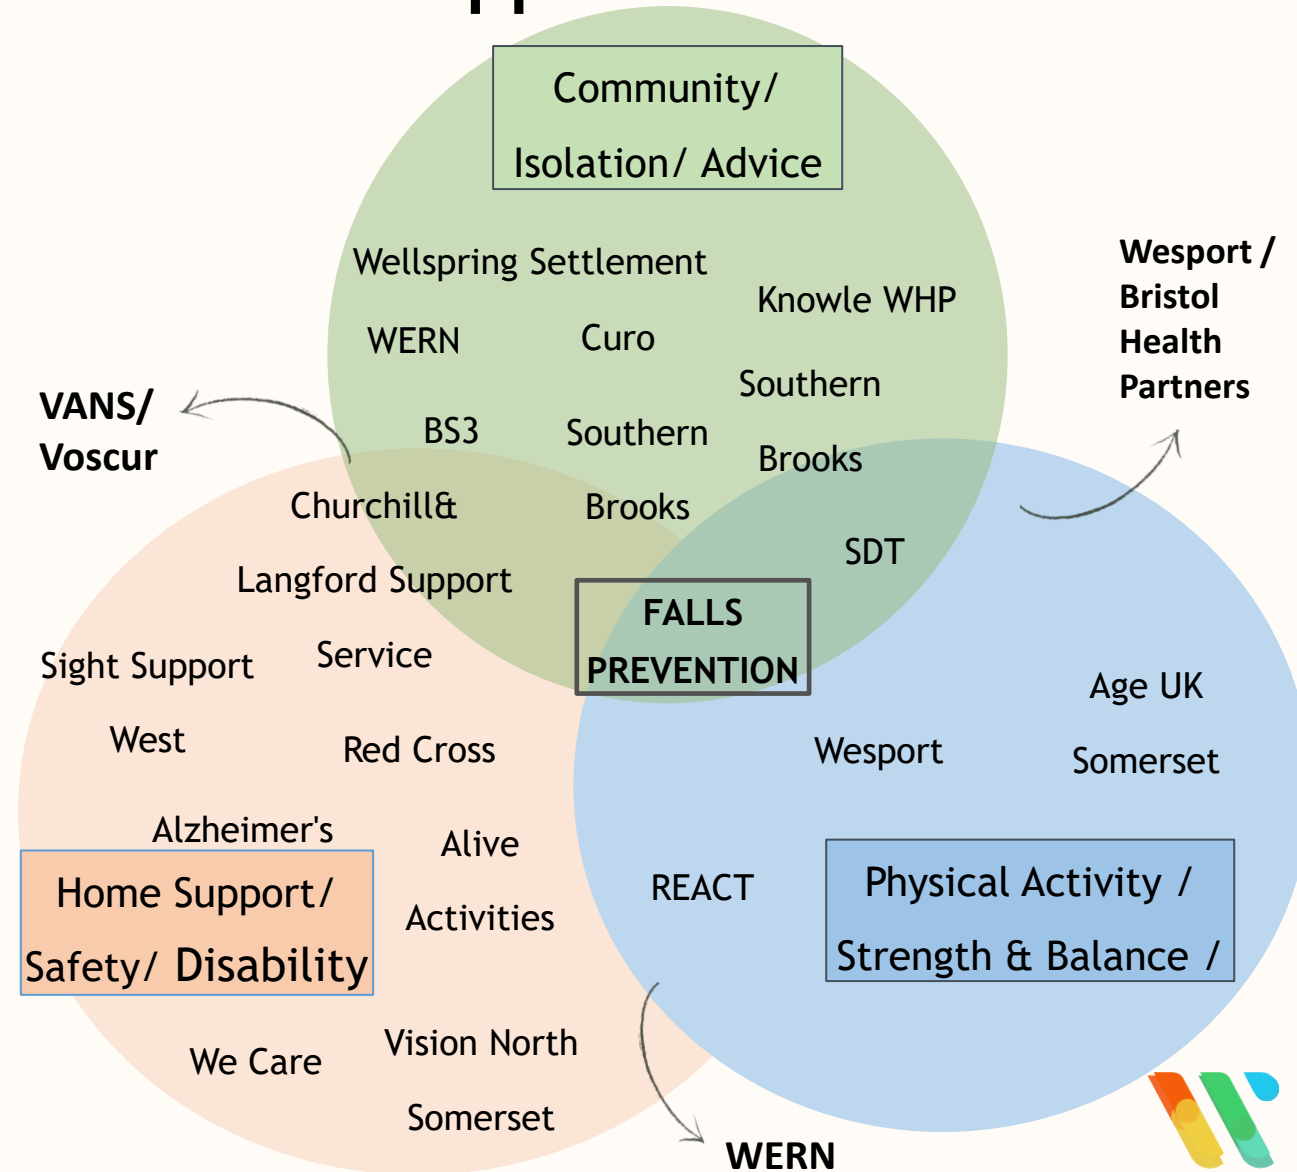 Community/
Isolation/ Advice
Wellspring Settlement
Knowle WHP
WERN
Curo
Southern
Brooks
BS3
Southern
Brooks
SDT
Wesport /
Bristol
Health
Partners
VANS/
Voscur
Churchill&
Langford Support
Service
FALLS
PREVENTION
Sight Support
West
Red Cross
Alzheimer's
Alive
Activities
Home Support/
Safety/ Disability
We Care
Vision North
Somerset
Age UK
Somerset
Wesport
REACT
Physical Activity /
Strength & Balance /
WERN